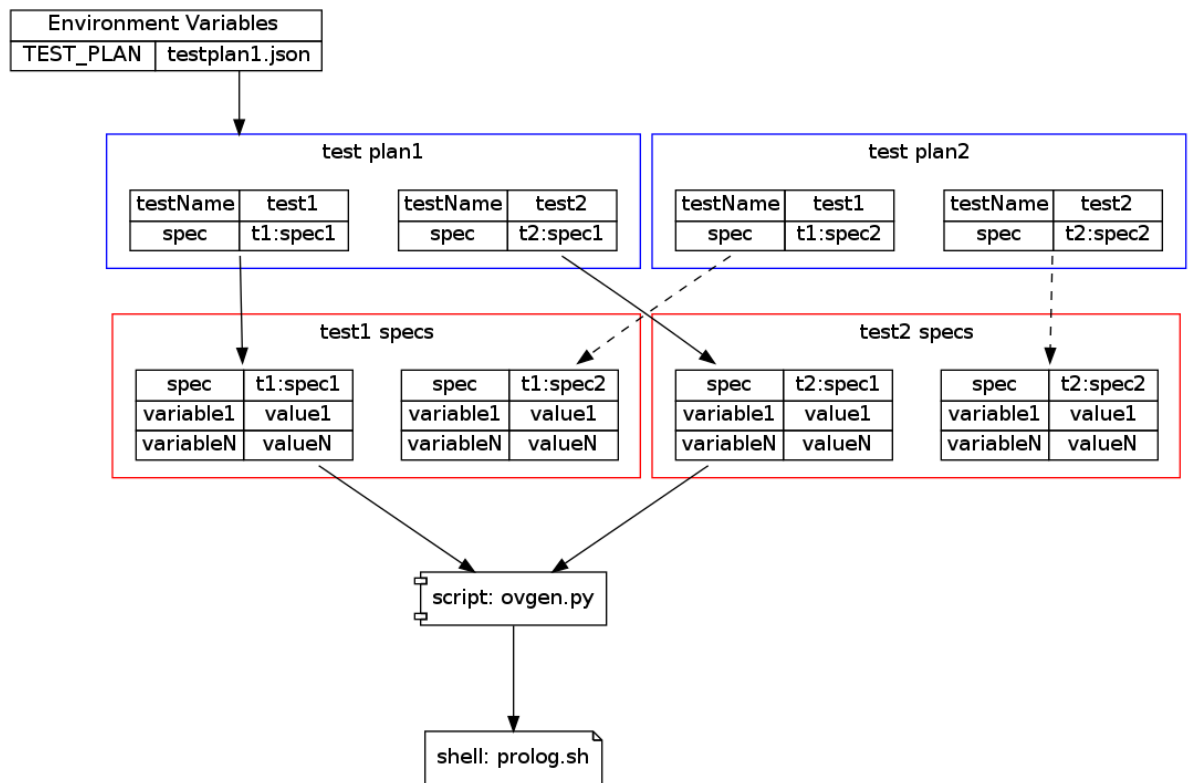 Environment Variables
TEST_PLAN testplan1.json
test plan1 test plan2
testName test1 testName test2 testName test1 testName test2
spec t1:spec1 spec t2:spec1 spec t1:spec2 spec t2:spec2
test1 specs test2 specs
spec t1:spec1 spec t1:spec2 spec t2:spec1 spec t2:spec2
variable1 value1 variable1 value1 variable1 value1 variable1 value1
variableN valueN variableN valueN variableN valueN variableN valueN
script: ovgen.py
shell: prolog.sh